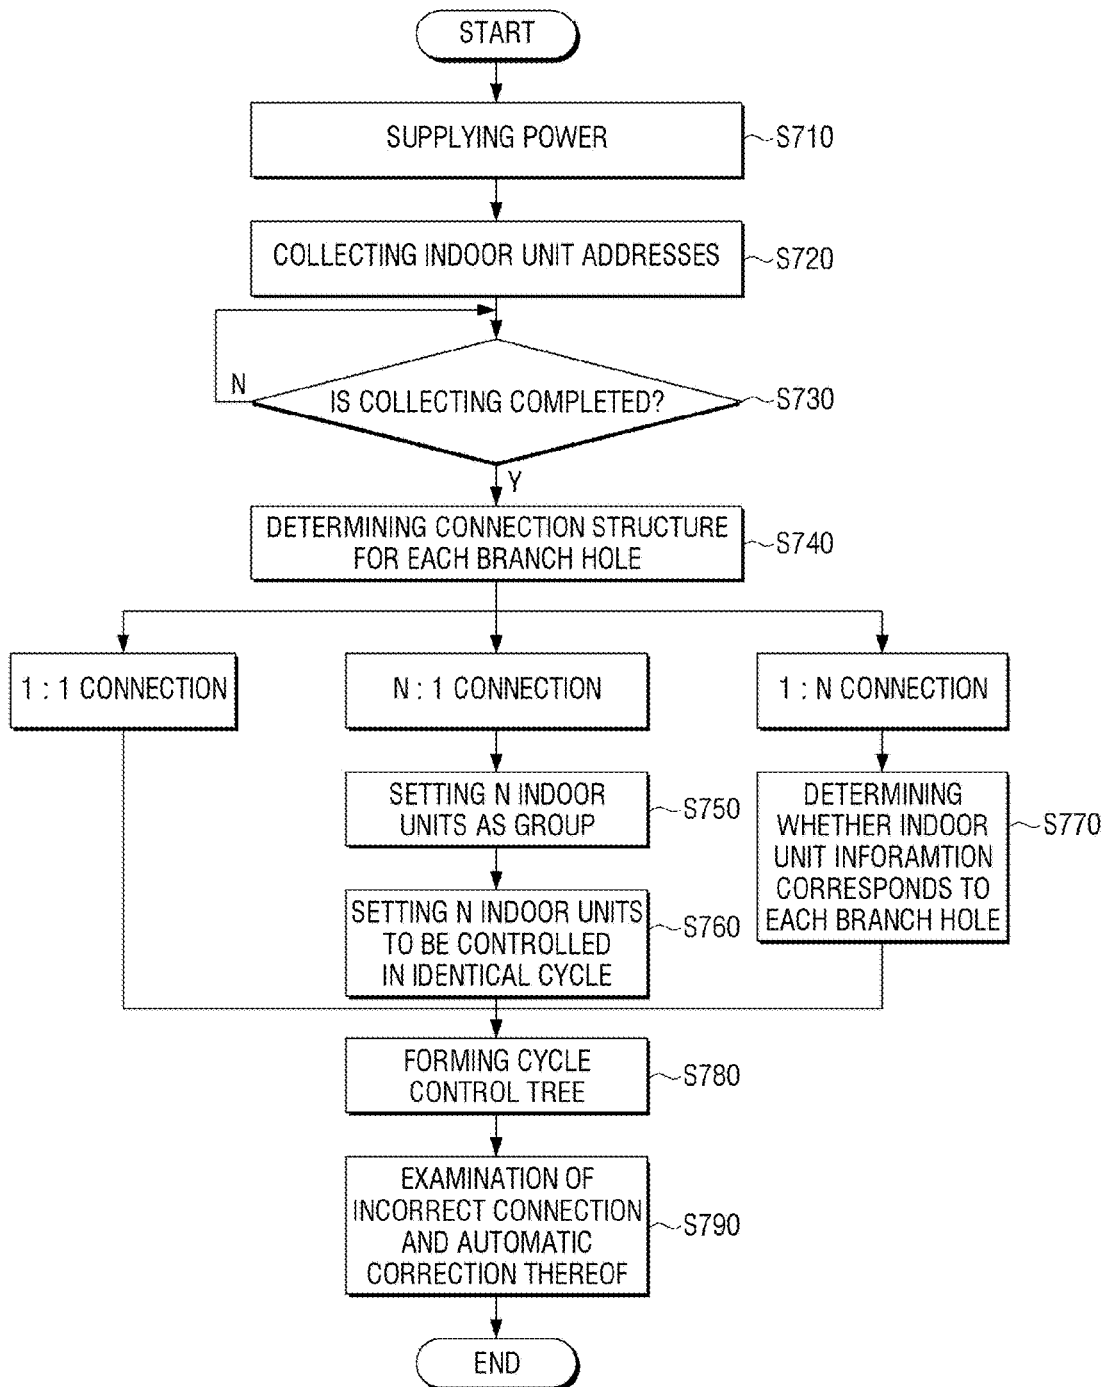 START
SUPPLYING POWER
S710
COLLECTING INDOOR UNIT ADDRESSES
S720
N
IS COLLECTING COMPLETED?
S730
Y
DETERMINING CONNECTION STRUCTURE
FOR EACH BRANCH HOLE
S740
1 : 1 CONNECTION
N : 1 CONNECTION
1 : N CONNECTION
SETTING N INDOOR
UNITS AS GROUP
S750
SETTING N INDOOR UNITS
TO BE CONTROLLED
IN IDENTICAL CYCLE
S760
DETERMINING
WHETHER INDOOR
UNIT INFORAMTION
CORRESPONDS TO
EACH BRANCH HOLE
S770
FORMING CYCLE
CONTROL TREE
S780
EXAMINATION OF
INCORRECT CONNECTION
AND AUTOMATIC
CORRECTION THEREOF
S790
END